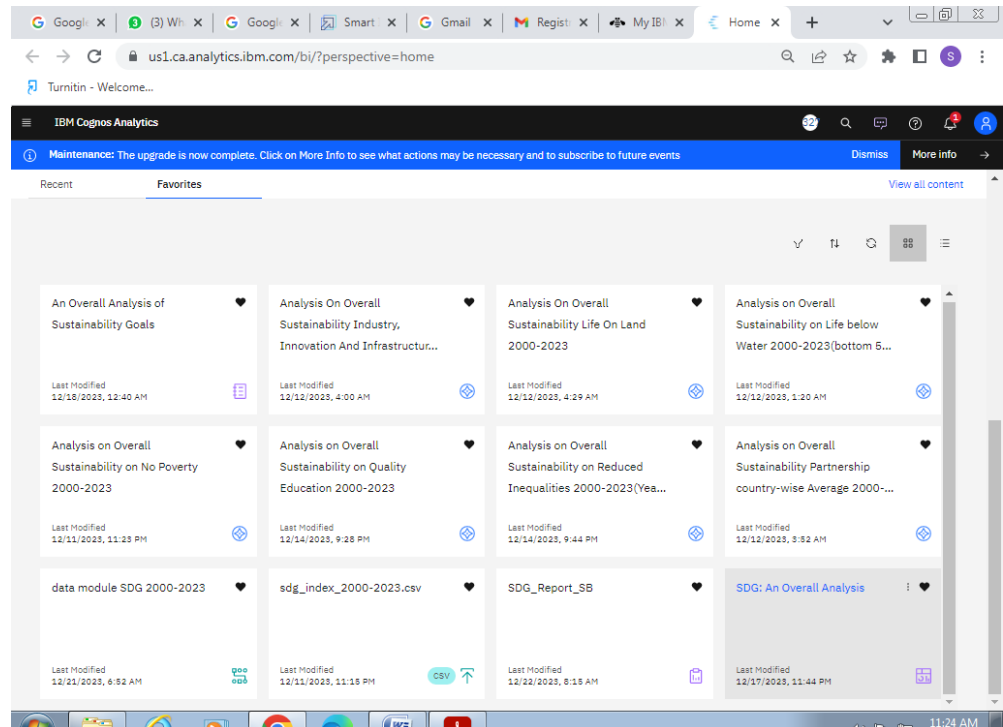 Google
(3) Wh
Google
Smart
Gmail
Regist
My IBM
Home
us1.ca.analytics.ibm.com/bi/?perspective=home
S
Turnitin - Welcome...
IBM Cognos Analytics
1
Maintenance: The upgrade is now complete. Click on More Info to see what actions may be necessary and to subscribe to future events
Dismiss
More info
Recent
Favorites
View all content
An Overall Analysis of
Sustainability Goals
Last Modified
12/18/2023, 12:40 AM
Analysis On Overall
Sustainability Industry,
Innovation And Infrastructur...
Last Modified
12/12/2023, 4:00 AM
Analysis On Overall
Sustainability Life On Land
2000-2023
Last Modified
12/12/2023, 4:29 AM
Analysis on Overall
Sustainability on Life below
Water 2000-2023(bottom 5...
Last Modified
12/12/2023, 1:20 AM
Analysis on Overall
Sustainability on No Poverty
2000-2023
Last Modified
12/11/2023, 11:23 PM
Analysis on Overall
Sustainability on Quality
Education 2000-2023
Last Modified
12/14/2023, 9:28 PM
Analysis on Overall
Sustainability on Reduced
Inequalities 2000-2023(Yea...
Last Modified
12/14/2023, 9:44 PM
Analysis on Overall
Sustainability Partnership
country-wise Average 2000-...
Last Modified
12/12/2023, 3:52 AM
data module SDG 2000-2023
Last Modified
12/21/2023, 6:52 AM
sdg_index_2000-2023.csv
Last Modified
12/11/2023, 11:15 PM
CSV
SDG_Report_SB
Last Modified
12/22/2023, 8:15 AM
SDG: An Overall Analysis
Last Modified
12/17/2023, 11:44 PM
11:24 AM